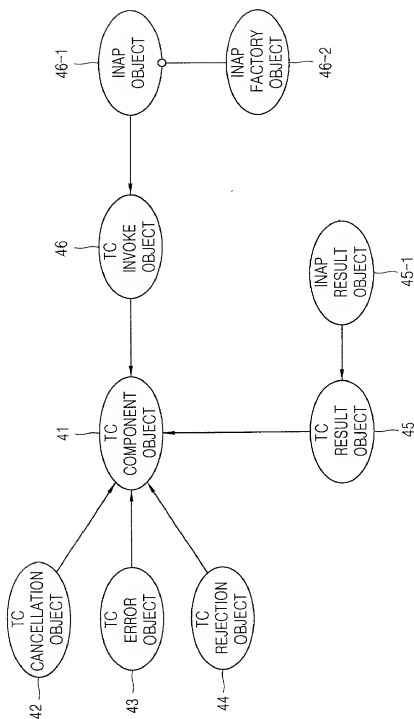 42
TC
CANCELLATION
OBJECT
43
TC
ERROR
OBJECT
44
TC
REJECTION
OBJECT
41
TC
COMPONENT
OBJECT
45
TC
RESULT
OBJECT
45-1
INAP
RESULT
OBJECT
46
TC
INVOKE
OBJECT
46-1
INAP
OBJECT
46-2
INAP
FACTORY
OBJECT